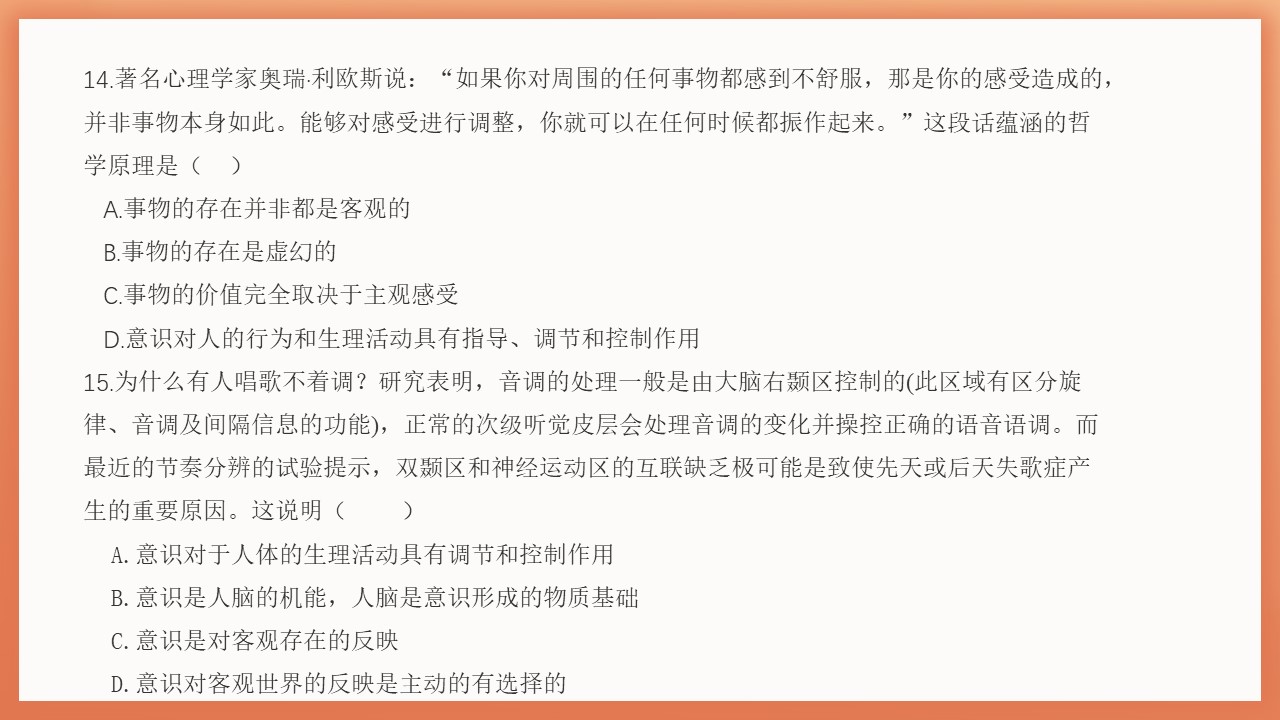 14.著名心理学家奥瑞·利欧斯说：“如果你对周围的任何事物都感到不舒服，那是你的感受造成的，
并非事物本身如此。能够对感受进行调整，你就可以在任何时候都振作起来。”这段话蕴涵的哲
学原理是（　）
A.事物的存在并非都是客观的
B.事物的存在是虚幻的
C.事物的价值完全取决于主观感受
D.意识对人的行为和生理活动具有指导、调节和控制作用
15.为什么有人唱歌不着调？研究表明，音调的处理一般是由大脑右颞区控制的(此区域有区分旋
律、音调及间隔信息的功能)，正常的次级听觉皮层会处理音调的变化并操控正确的语音语调。而
最近的节奏分辨的试验提示，双颞区和神经运动区的互联缺乏极可能是致使先天或后天失歌症产
生的重要原因。这说明（　　）
A. 意识对于人体的生理活动具有调节和控制作用
B. 意识是人脑的机能，人脑是意识形成的物质基础
C. 意识是对客观存在的反映
D. 意识对客观世界的反映是主动的有选择的